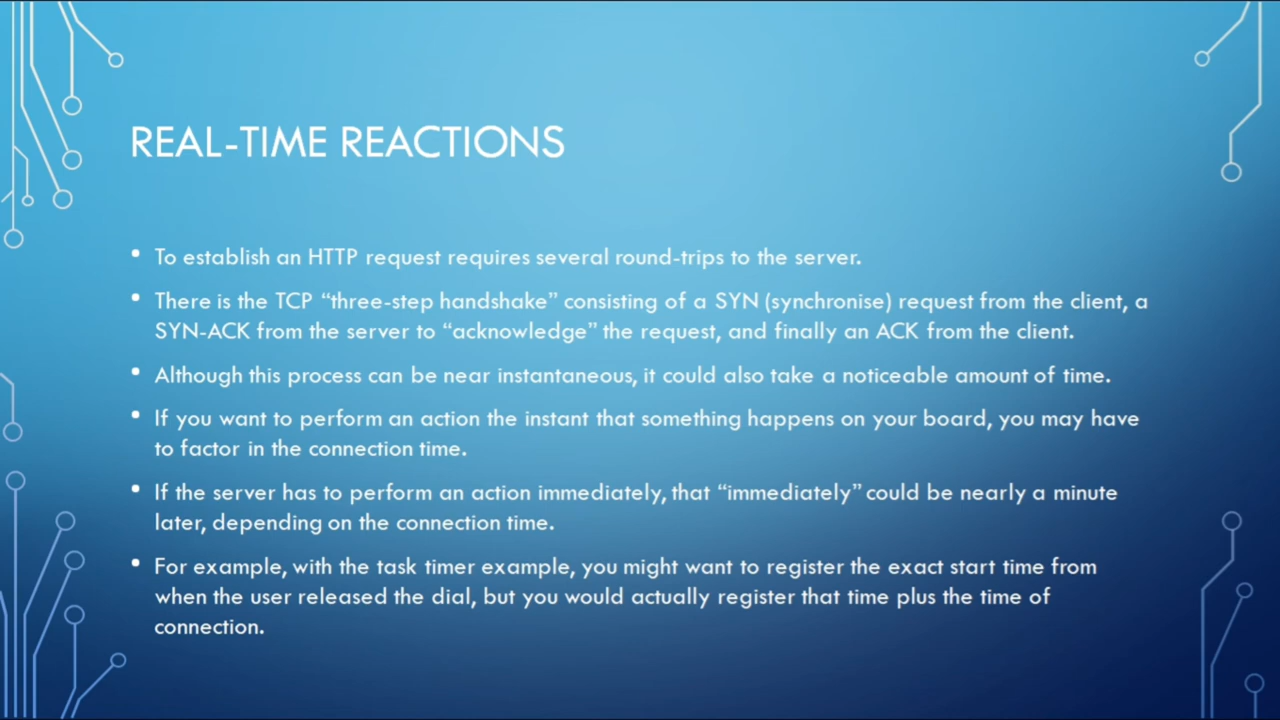 REAL-TIME REACTIONS
• To establish an HTTP request requires several round-trips to the server.
• There is the TCP “three-step handshake” consisting of a SYN (synchronise) request from the client, a
SYN-ACK from the server to “acknowledge” the request, and finally an ACK from the client.
• Although this process can be near instantaneous, it could also take a noticeable amount of time.
• If you want to perform an action the instant that something happens on your board, you may have
to factor in the connection time.
• If the server has to perform an action immediately, that “immediately” could be nearly a minute
later, depending on the connection time.
• For example, with the task timer example, you might want to register the exact start time from
when the user released the dial, but you would actually register that time plus the time of
connection.